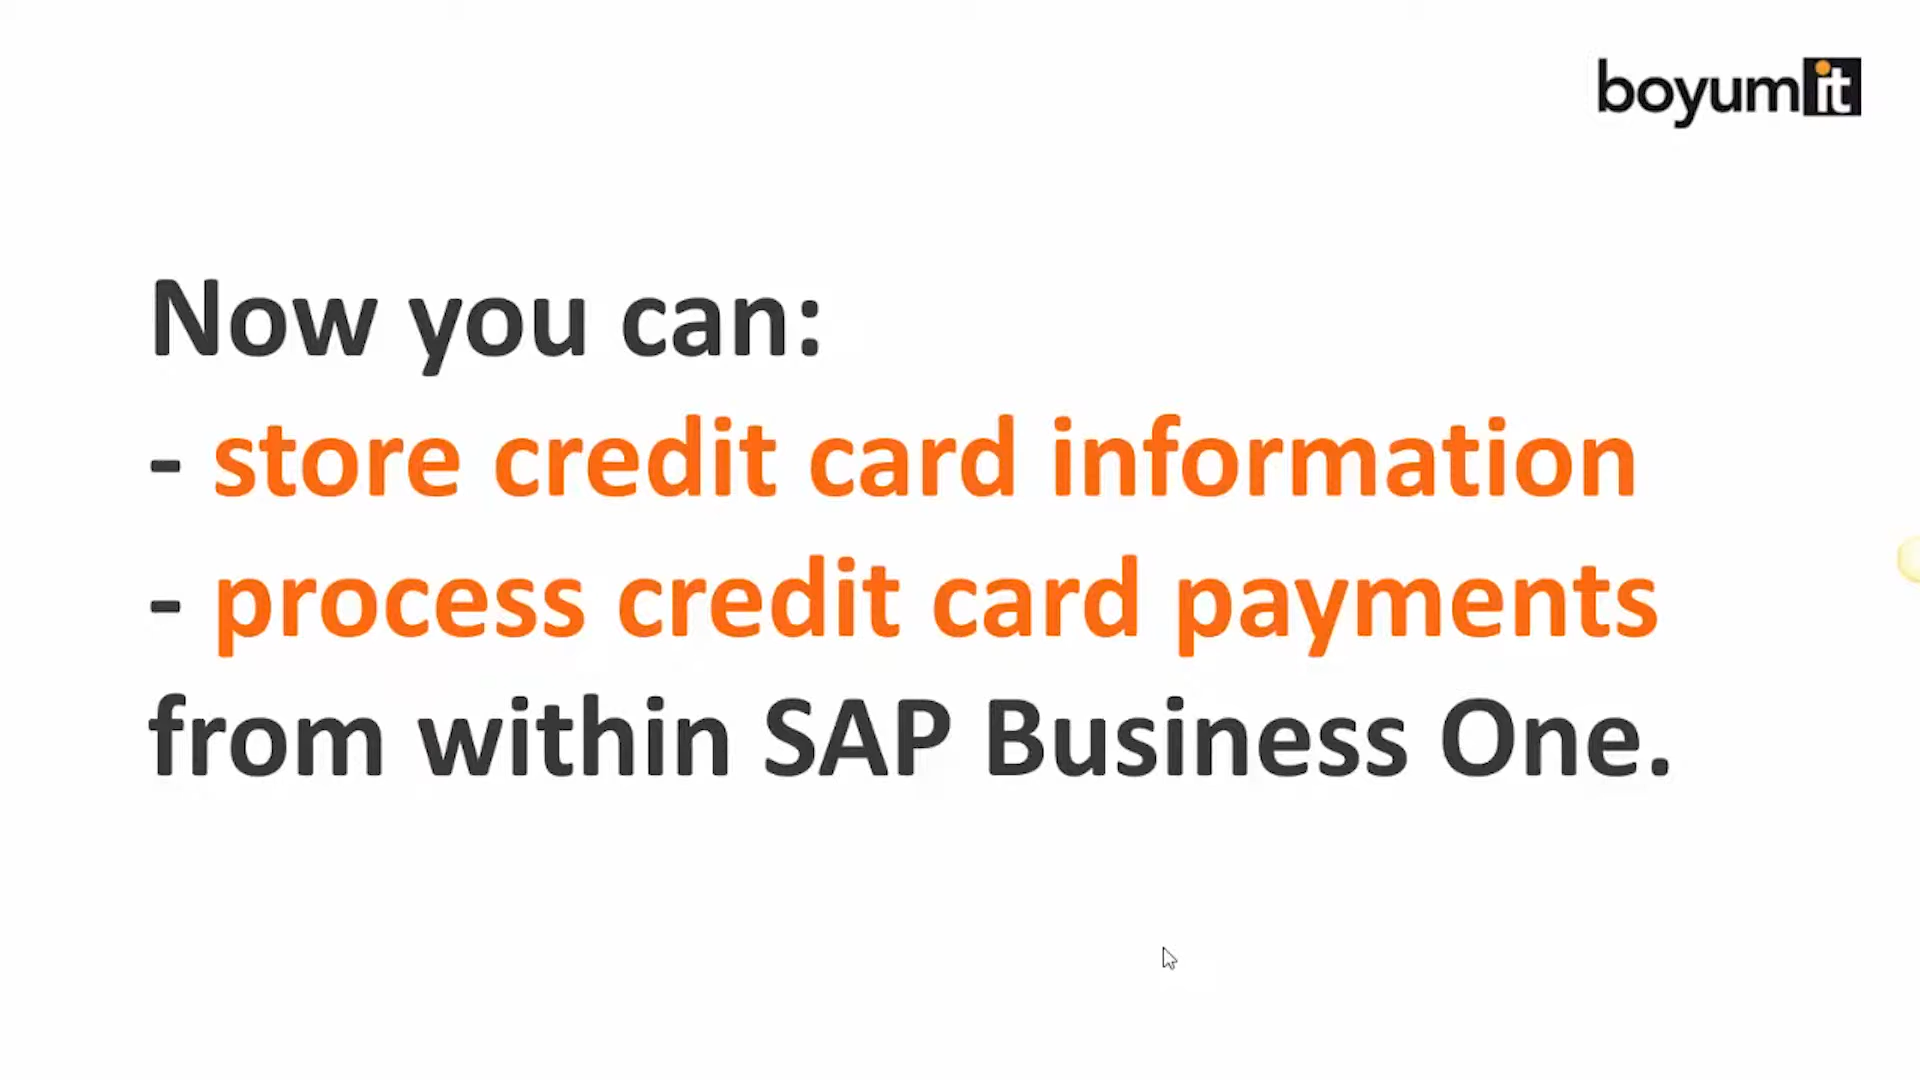 boyumit
Now you can:
- store credit card information
- process credit card payments
from within SAP Business One.